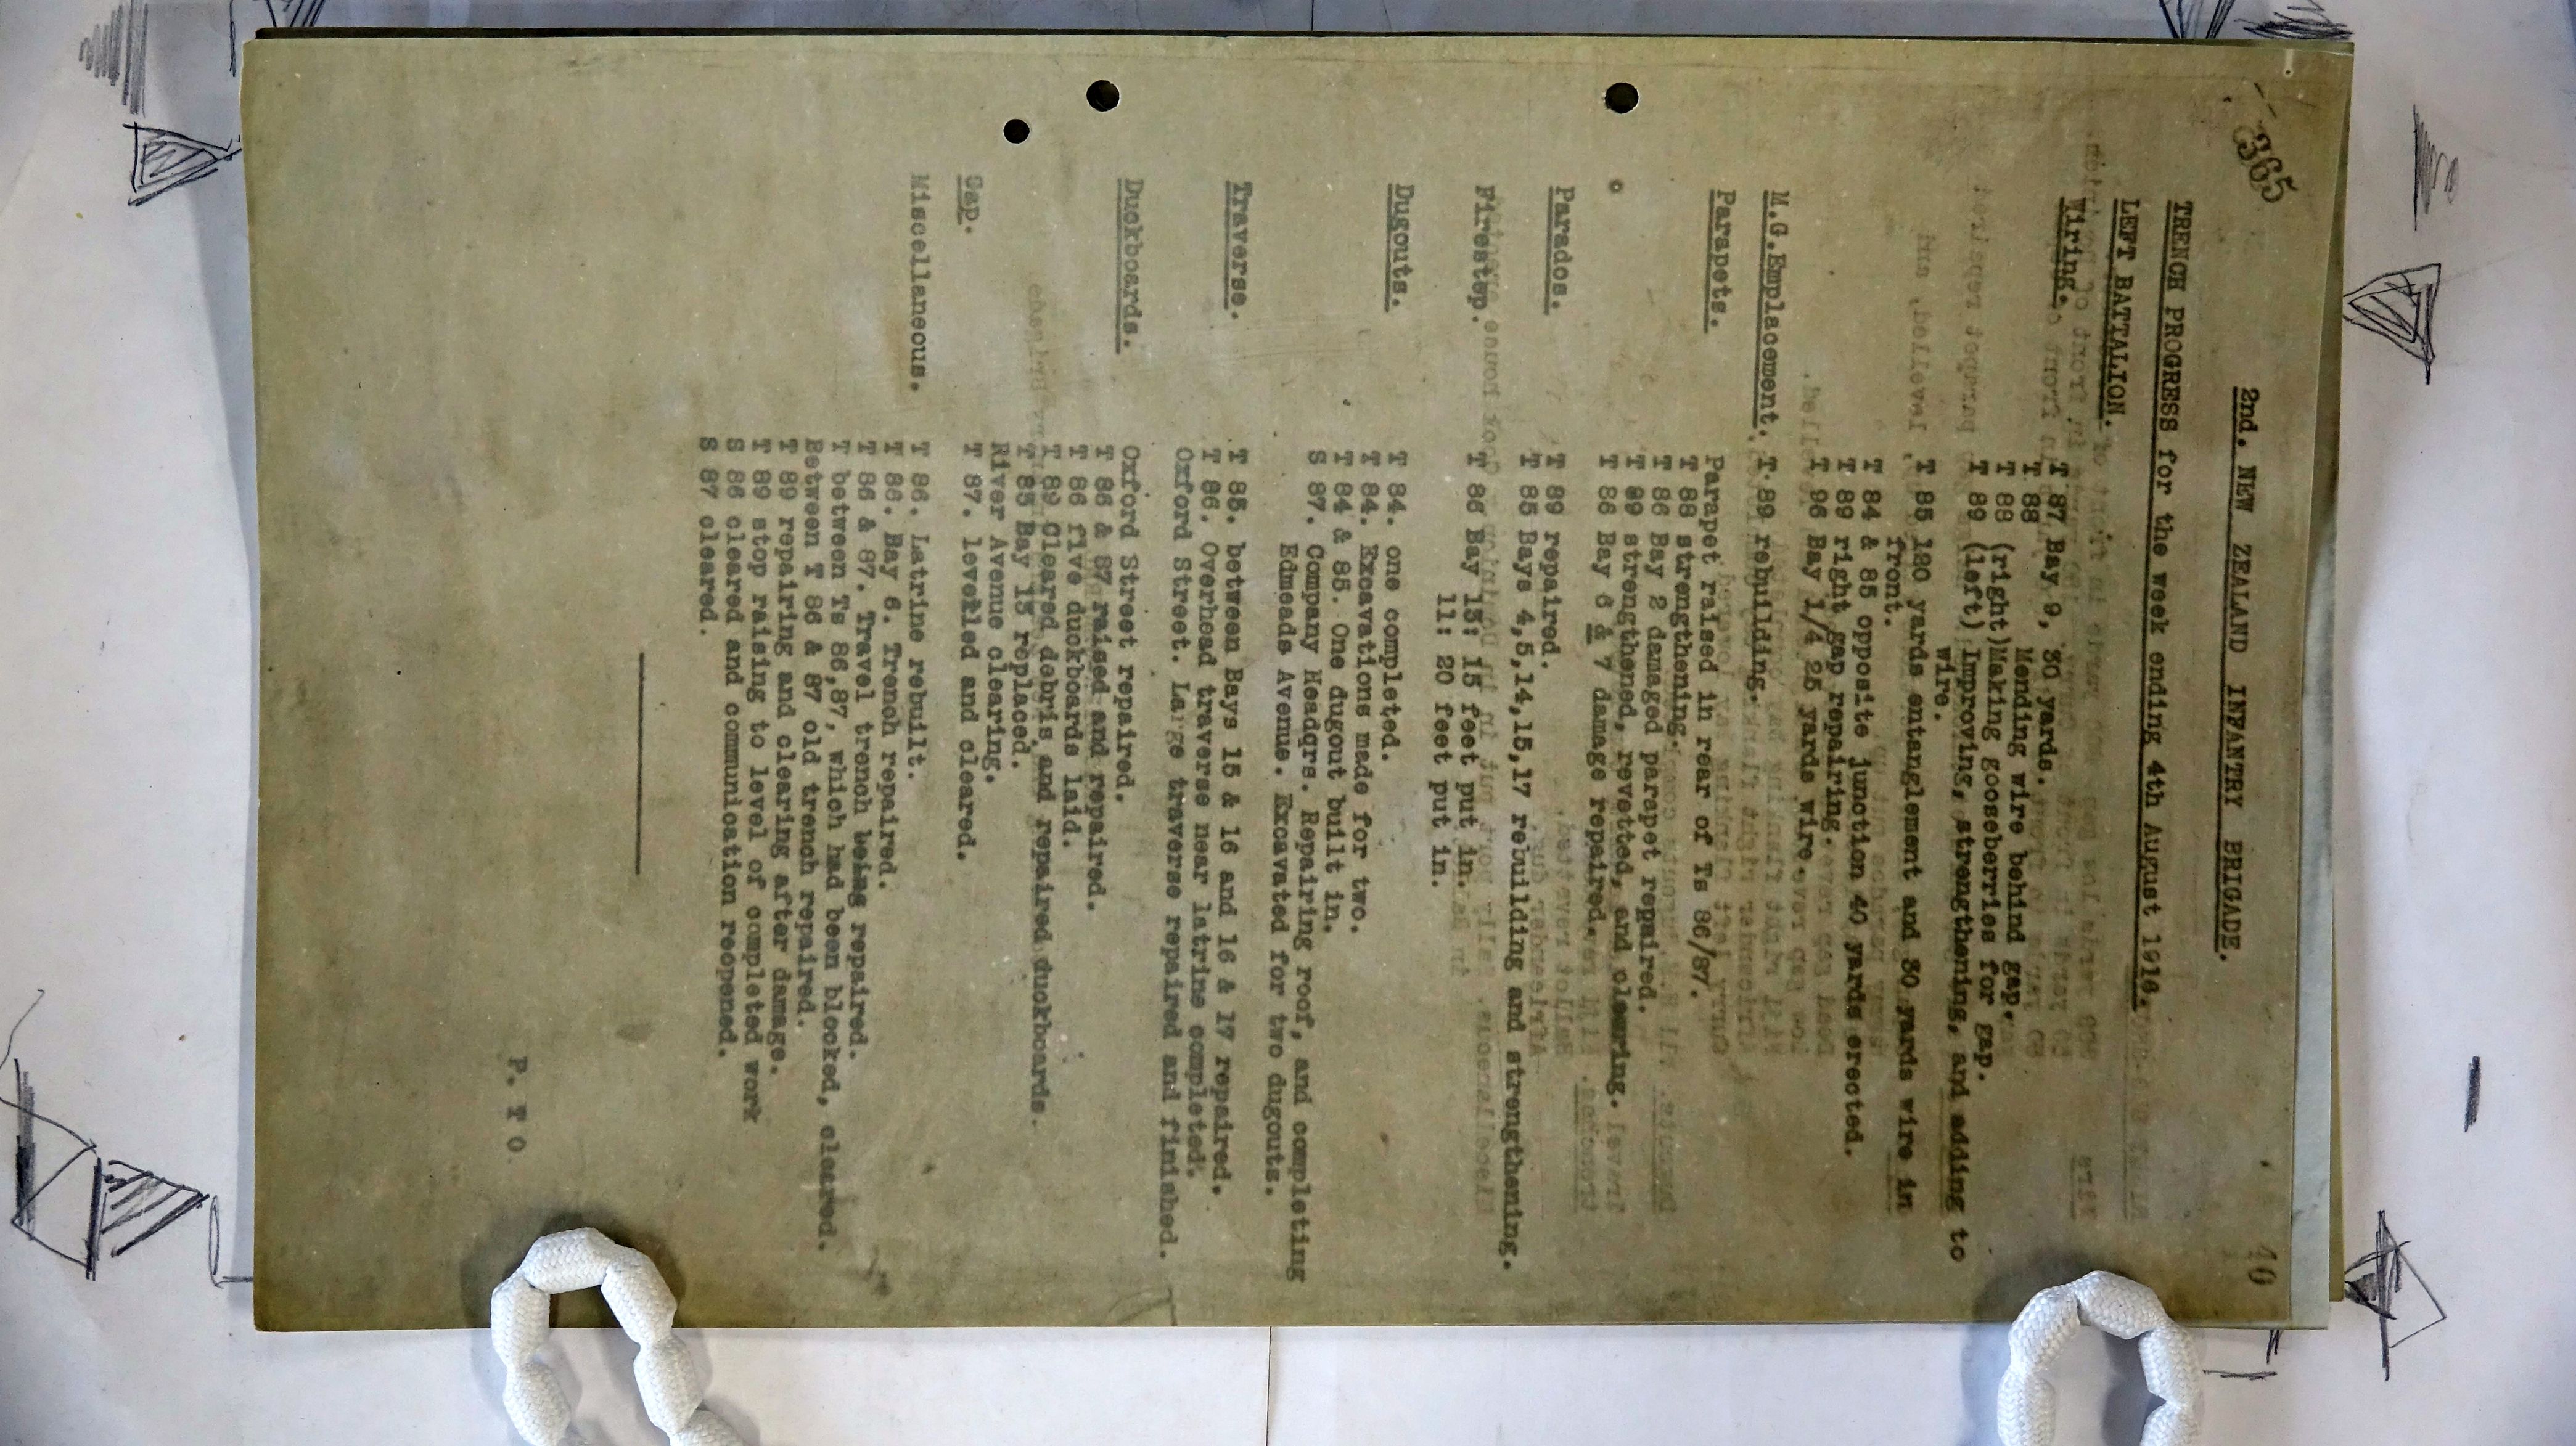 365
40
2nd. NEW ZEALAND INFANTRY BRIGADE.
TRENCH PROGRESS for the week ending 4th August 1916.
LEFT BATTALION.
Wiring. T 87 Bay 9, 30 yards.
T 88 Mending wire behind gap.
T 88 (right) Making gooseberries for gap.
T 89 (left) Improving, strengthening, and adding to
wire.
T 85 120 yards entanglement and 30 yards wire in
front.
T 84 & 85 opposite junction 40 yards erected.
T 89 right gap repairing.
T 96 Bay 1/4 25 yards wire
M.G.Emplacement. T 89 rebuilding.
Parapets. Parapet raised in rear of Ts 86/87.
T 88 strengthening.
T 86 Bay 2 damaged parapet repaired.
T 89 strengthened, revetted, and clearing.
T 86 Bay 6 & 7 damage repaired.
Parados. T 89 repaired.
T 85 Bays 4,5,14,15,17 rebuilding and strengthening.
Firestep. T 86 Bay 13: 15 feet put in.
11: 20 feet put in.
Dugouts. T 84. one completed.
T 84. Excavations made for two.
T 84 & 85. One dugout built in.
S 87. Company Headqrs. Repairing roof, and completing
Edmeads Avenue. Excavated for two dugouts.
Traverse. T 85. between Bays 15 & 16 and 16 & 17 repaired.
T 86. Overhead traverse near latrine completed.
Oxford Street. Large traverse repaired and finished.
Duckboards. Oxford Street repaired.
T 86 & 87 raised and repaired.
T 86 five duckboards laid.
T 89 Cleared debris and repaired duckboards.
T 85 Bay 13 replaced.
River Avenue clearing.
Gap. T 87. levelled and cleared.
Miscellaneous. T 86. Latrine rebuilt.
T 86. Bay 6. Trench repaired.
T 86 & 87. Travel trench being repaired.
T between Ts 86,87, which had been blocked, cleared.
Between T 86 & 87 old trench repaired.
T 89 repairing and clearing after damage.
T 89 stop raising to level of completed work
S 86 cleared and communication reopened.
S 87 cleared.
P. T O